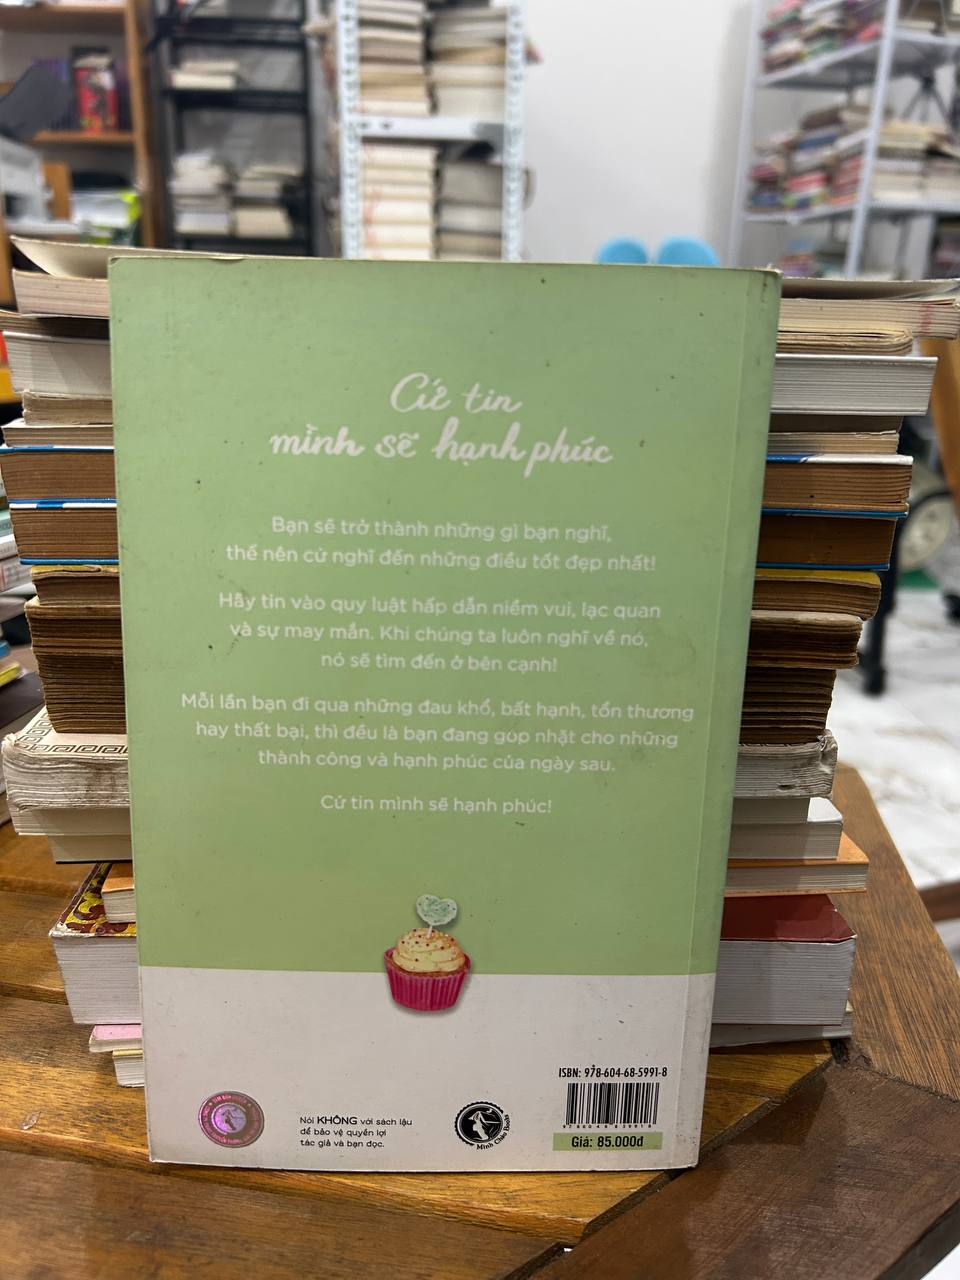 Cứ tin
mình sẽ hạnh phúc
Bạn sẽ trở thành những gì bạn nghĩ,
thế nên cứ nghĩ đến những điều tốt đẹp nhất!
Hãy tin vào quy luật hấp dẫn niềm vui, lạc quan
và sự may mắn. Khi chúng ta luôn nghĩ về nó,
nó sẽ tìm đến ở bên cạnh!
Mỗi lần bạn đi qua những đau khổ, bất hạnh, tổn thương
hay thất bại, thì đều là bạn đang góp nhặt cho những
thành công và hạnh phúc của ngày sau.
Cứ tin mình sẽ hạnh phúc!
ISBN: 978-604-68-5991-8
Nói KHÔNG với sách lậu
để bảo vệ quyền lợi
tác giả và bạn đọc.
Minh Chau Books
Giá: 85.000đ